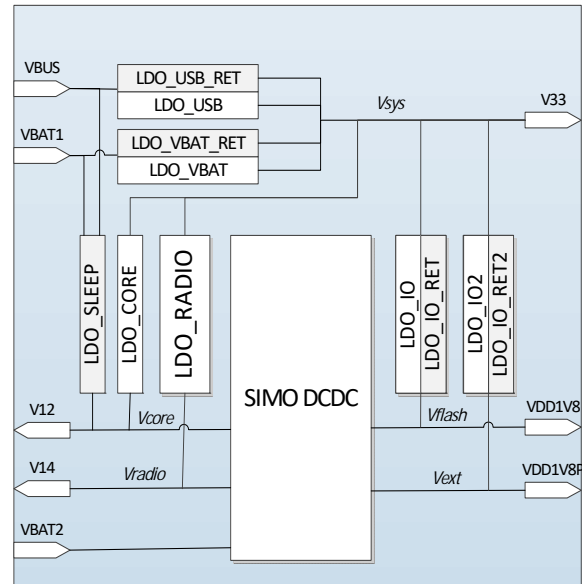 VBUS
LDO_USB_RET
LDO_USB
Vsys
V33
VBAT1
LDO_VBAT_RET
LDO_VBAT
LDO_SLEEP
LDO_CORE
LDO_RADIO
SIMO DCDC
LDO_IO
LDO_IO_RET
LDO_IO2
LDO_IO_RET2
V12
Vcore
Vflash
VDD1V8
V14
Vradio
Vext
VDD1V8P
VBAT2